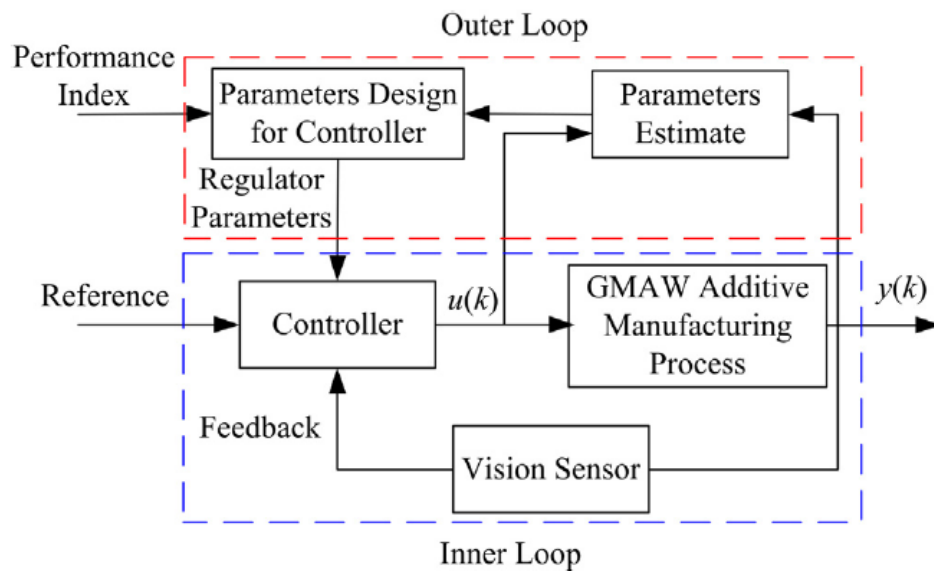 Outer Loop
Performance
Index
Parameters Design
for Controller
Parameters
Estimate
Regulator
Parameters
Reference
Controller
u(k)
GMAW Additive
Manufacturing
Process
y(k)
Feedback
Vision Sensor
Inner Loop